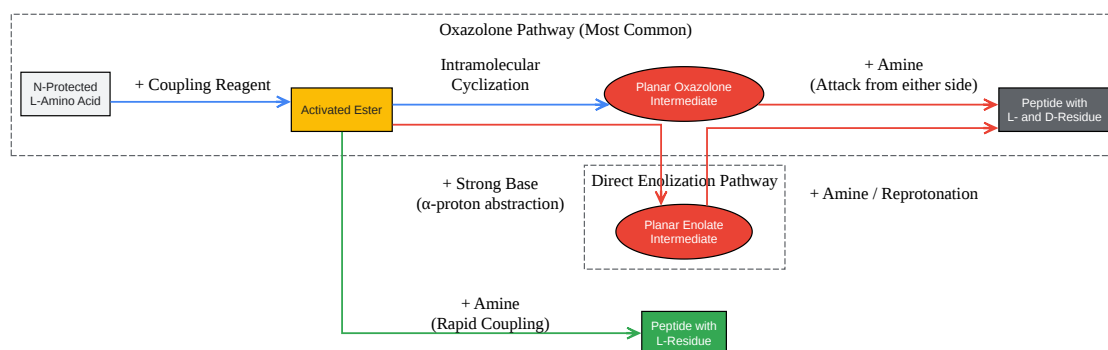 Oxazolone Pathway (Most Common)
N-Protected
L-Amino Acid
+ Coupling Reagent
Activated Ester
Intramolecular
Cyclization
Planar Oxazolone
Intermediate
+ Amine
(Attack from either side)
Peptide with
L- and D-Residue
+ Strong Base
(α-proton abstraction)
Direct Enolization Pathway
Planar Enolate
Intermediate
+ Amine / Reprotonation
+ Amine
(Rapid Coupling)
Peptide with
L-Residue